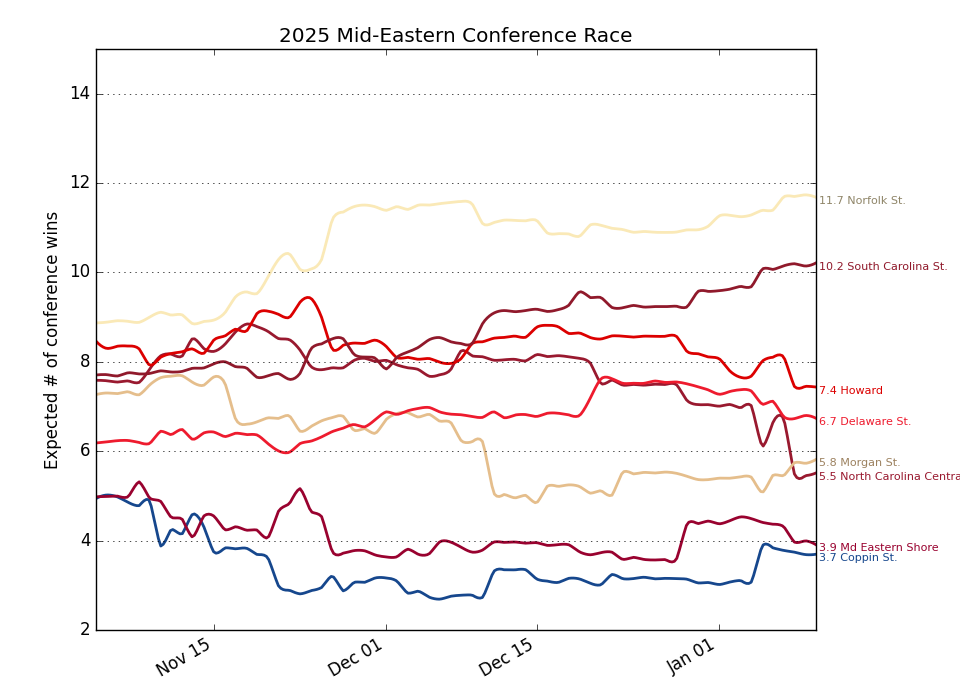 2025 Mid-Eastern Conference Race
Expected # of conference wins
14
12
10
8
6
4
2
Nov 15
Dec 01
Dec 15
Jan 01
11.7 Norfolk St.
10.2 South Carolina St.
7.4 Howard
6.7 Delaware St.
5.8 Morgan St.
5.5 North Carolina Centra
3.9 Md Eastern Shore
3.7 Coppin St.